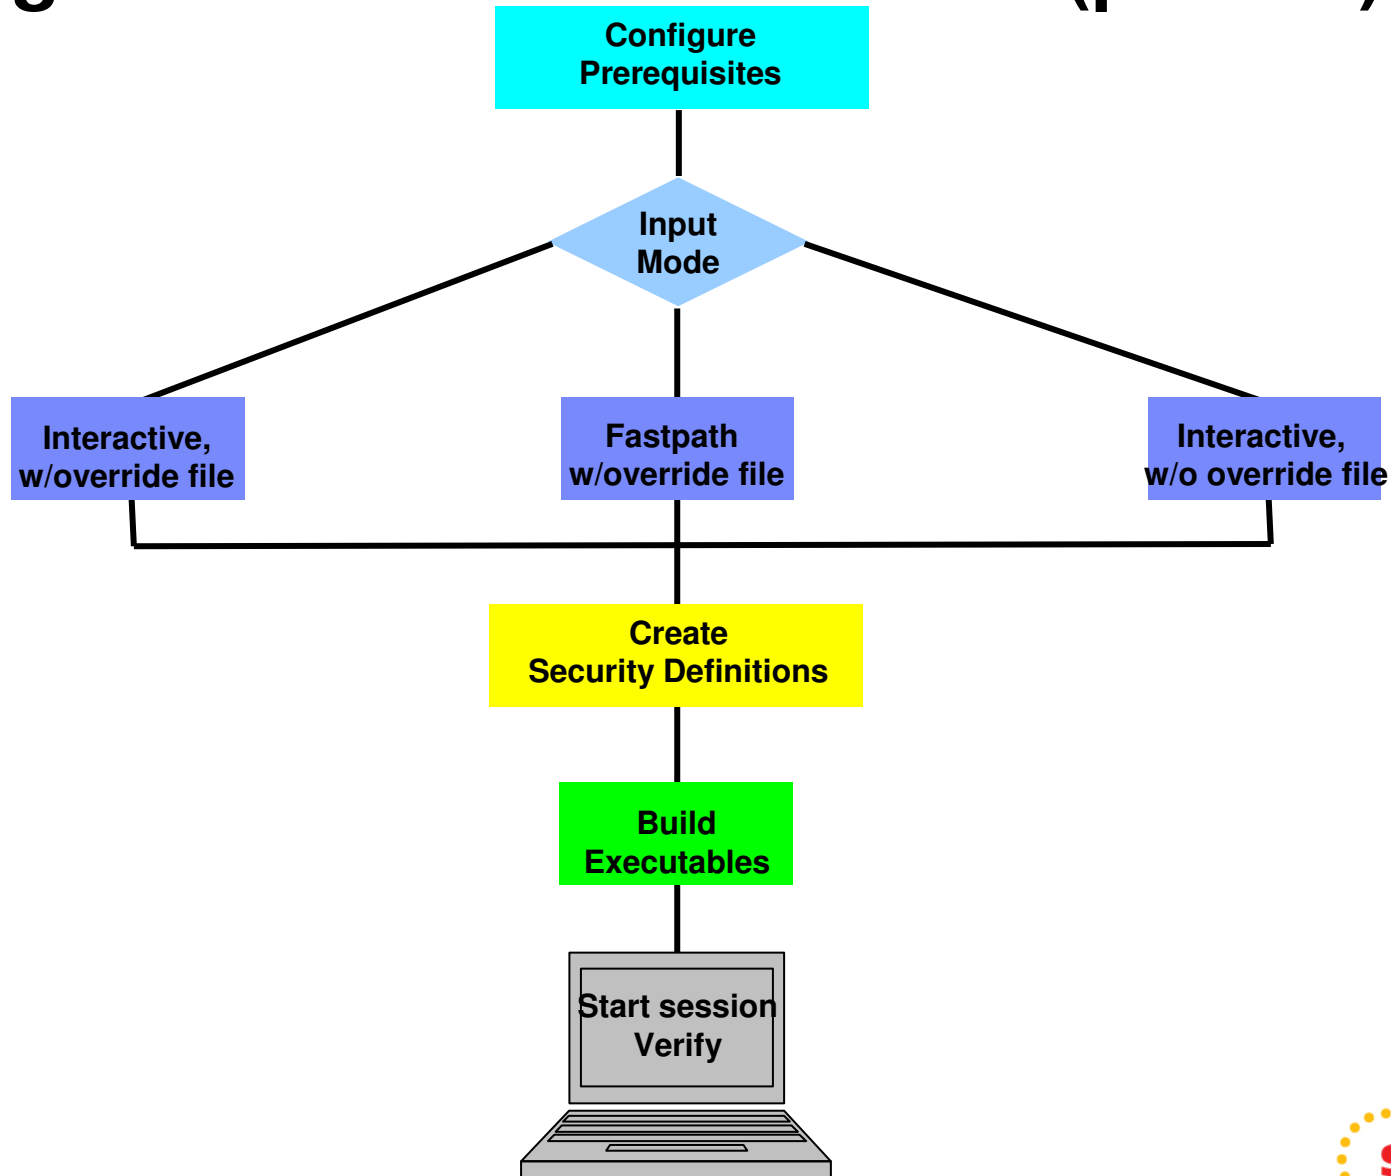 Configure
Prerequisites
Input
Mode
Interactive,
w/override file
Fastpath
w/override file
Interactive,
w/o override file
Create
Security Definitions
Build
Executables
Start session
Verify